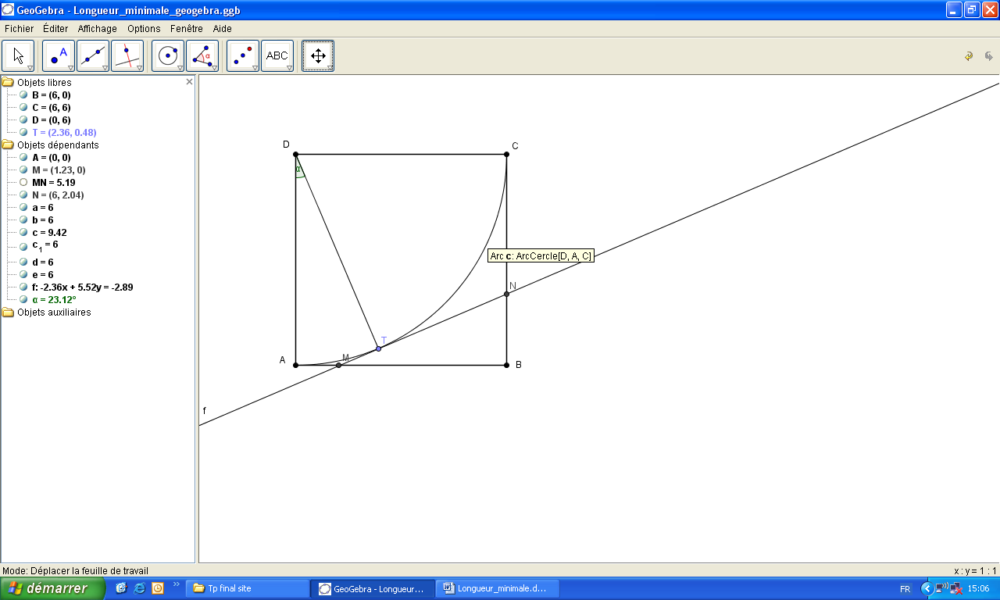 GeoGebra - Longueur_minimale_geogebra.ggb
Fichier Éditer Affichage Options Fenêtre Aide
A
α
ABC
Objets libres
B = (6, 0)
C = (6, 6)
D = (0, 6)
T = (2.36, 0.48)
Objets dépendants
A = (0, 0)
M = (1.23, 0)
MN = 5.19
N = (6, 2.04)
a = 6
b = 6
c = 9.42
c1 = 6
d = 6
e = 6
f: -2.36x + 5.52y = -2.89
α = 23.12°
Objets auxiliaires
D
C
α
Arc c: ArcCercle[D, A, C]
N
T
A
M
B
f
Mode: Déplacer la feuille de travail
x : y = 1 : 1
démarrer
»
Tp final site
GeoGebra - Longueur...
Longueur_minimale.d...
FR
15:06